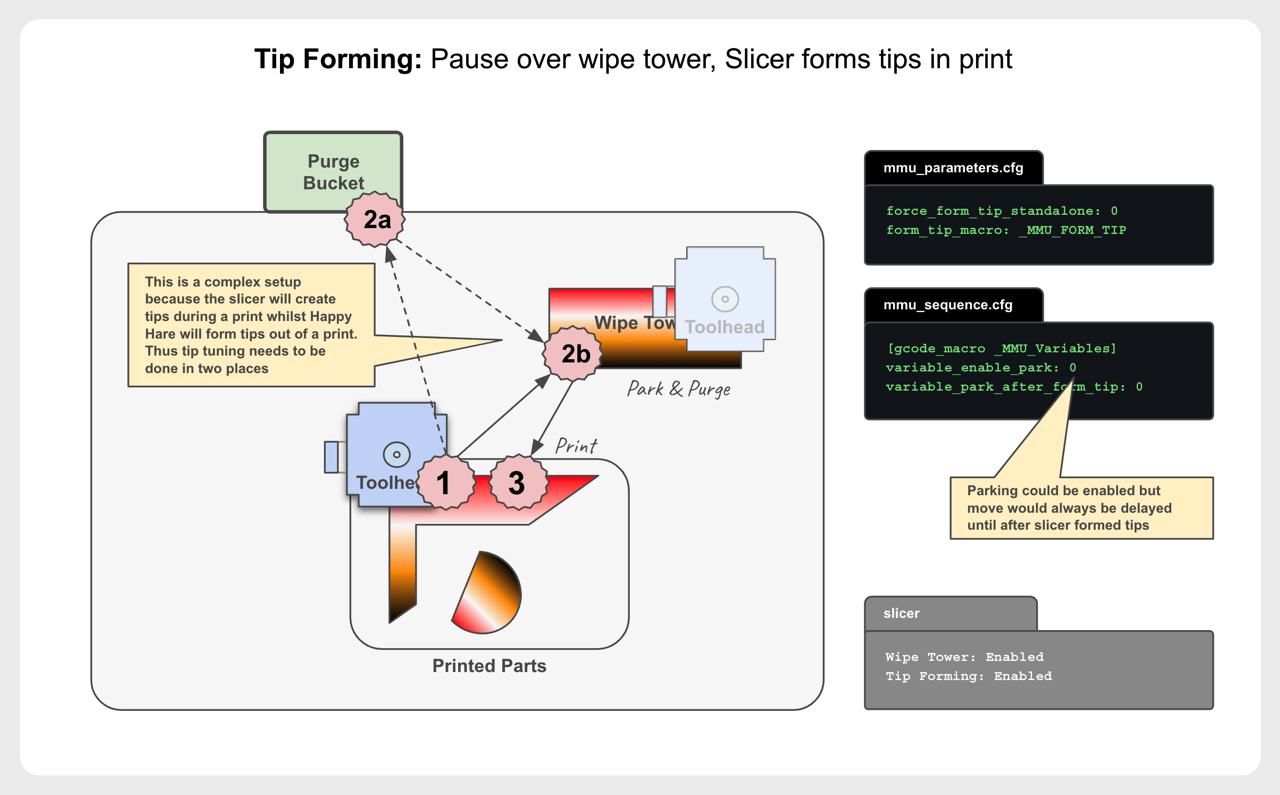 Tip Forming: Pause over wipe tower, Slicer forms tips in print
Purge
Bucket
2a
This is a complex setup
because the slicer will create
tips during a print whilst Happy
Hare will form tips out of a print.
Thus tip tuning needs to be
done in two places
Wipe Tow
Toolhead
2b
Park & Purge
Print
Toolhe
1
3
Printed Parts
mmu_parameters.cfg
force_form_tip_standalone: 0
form_tip_macro: _MMU_FORM_TIP
mmu_sequence.cfg
[gcode_macro _MMU_Variables]
variable_enable_park: 0
variable_park_after_form_tip: 0
Parking could be enabled but
move would always be delayed
until after slicer formed tips
slicer
Wipe Tower: Enabled
Tip Forming: Enabled